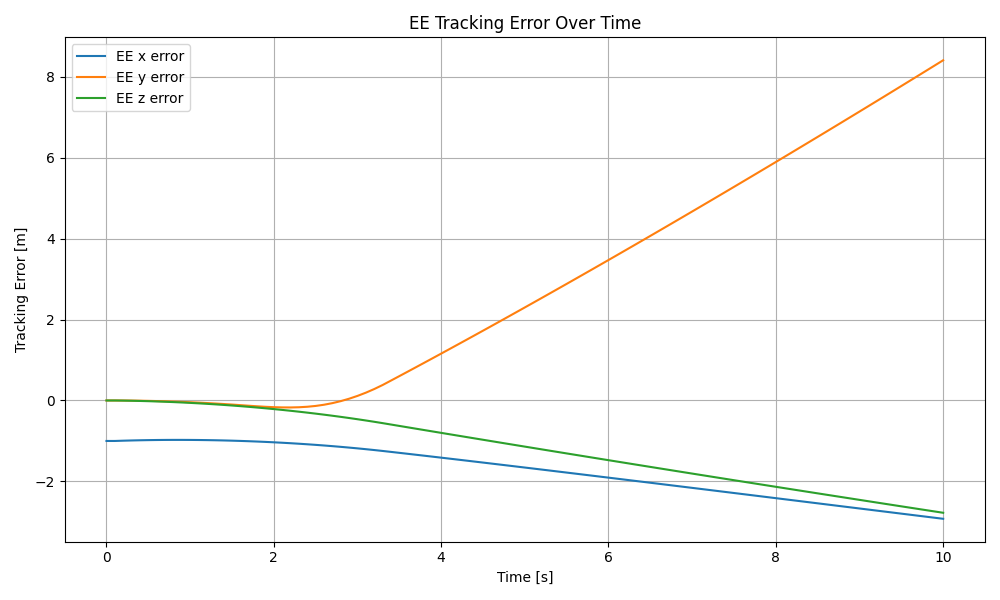 EE Tracking Error Over Time
EE x error
EE y error
EE z error
8
6
4
2
0
−2
Tracking Error [m]
0 2 4 6 8 10
Time [s]